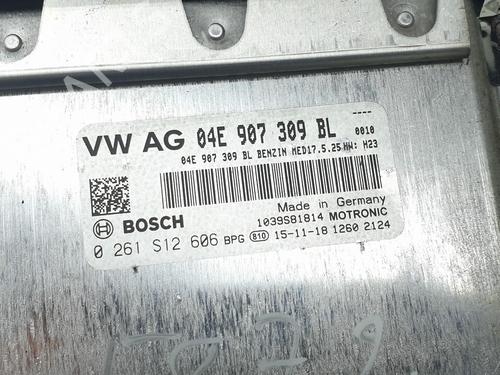 VW AG 04E 907 309 BL 0010
04E 907 309 BL BENZIN MED17.5.25 HW: H23
Made in Germany
BOSCH 1039S81814 MOTRONIC
0 261 S12 606 BPG 810 15-11-18 1260 2124